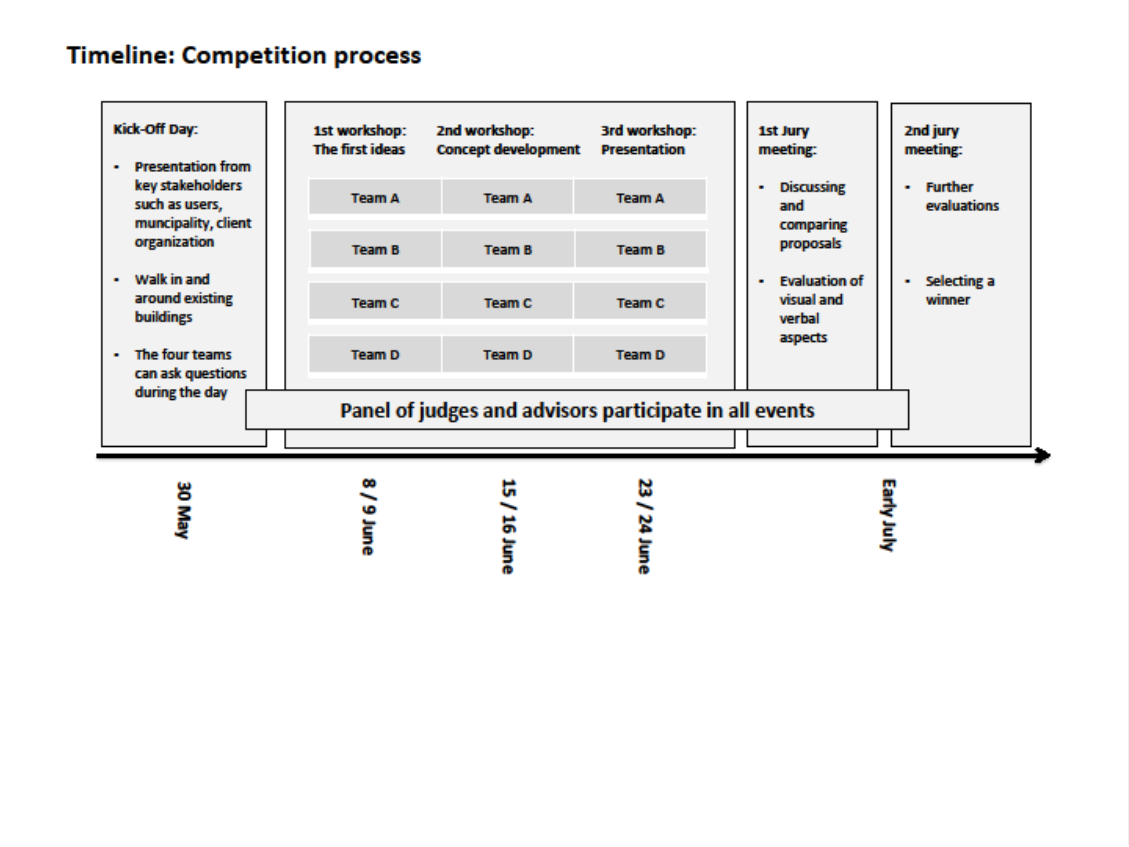 Timeline: Competition process
Kick-Off Day:
- Presentation from
key stakeholders
such as users,
muncipality, client
organization
- Walk in and
around existing
buildings
- The four teams
can ask questions
during the day
1st workshop:
The first ideas
2nd workshop:
Concept development
3rd workshop:
Presentation
Team A Team A Team A
Team B Team B Team B
Team C Team C Team C
Team D Team D Team D
1st Jury
meeting:
- Discussing
and
comparing
proposals
- Evaluation of
visual and
verbal
aspects
2nd jury
meeting:
- Further
evaluations
- Selecting a
winner
Panel of judges and advisors participate in all events
30 May
8 / 9 June
15 / 16 June
23 / 24 June
Early July